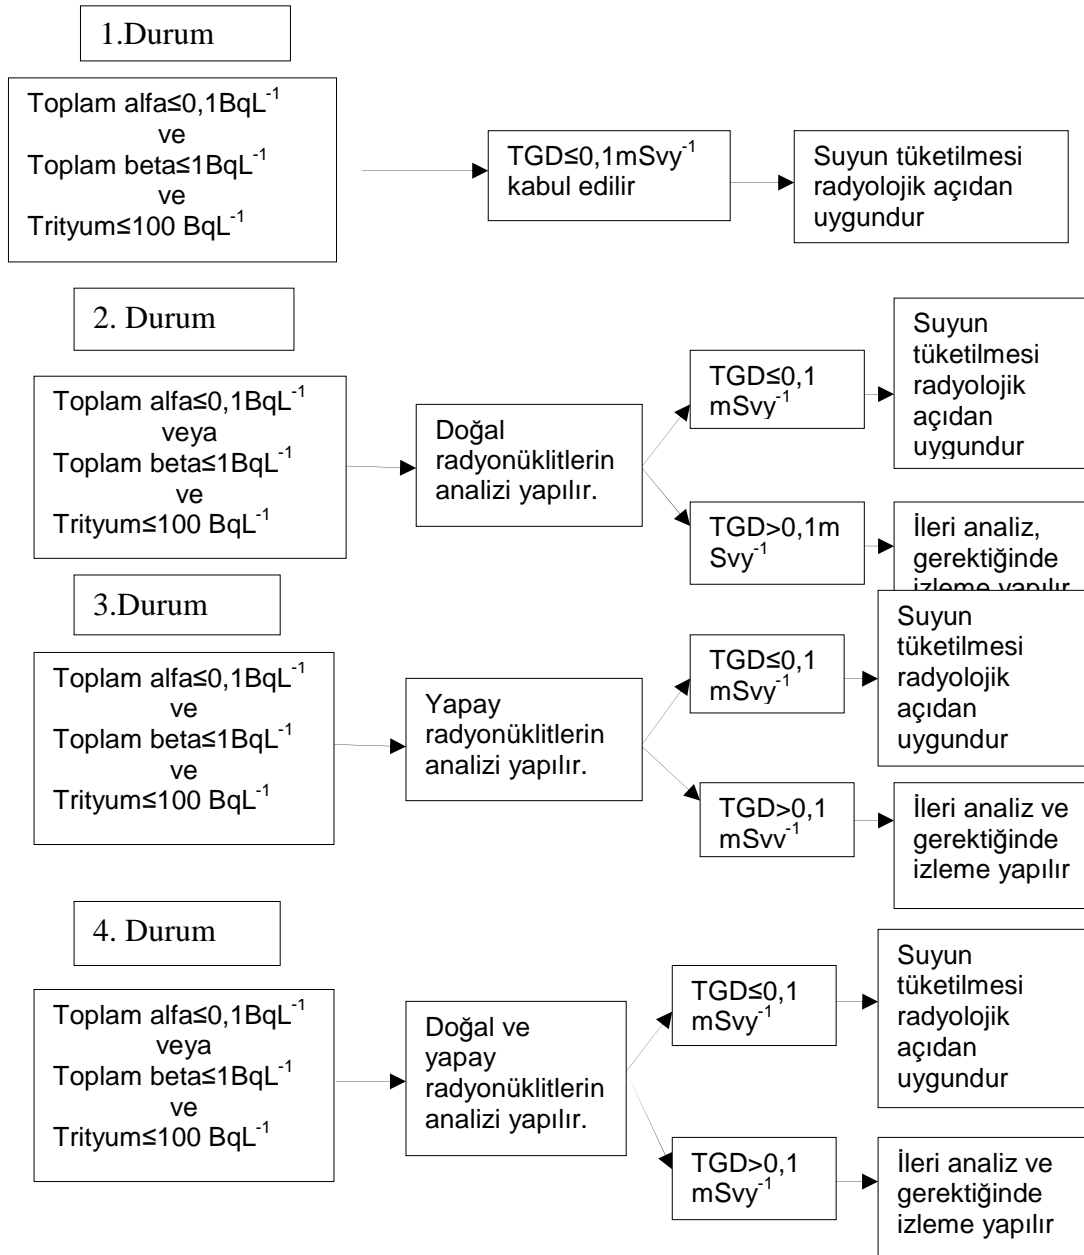 1.Durum
Toplam alfa≤0,1BqL⁻¹
ve
Toplam beta≤1BqL⁻¹
ve
Trityum≤100 BqL⁻¹
TGD≤0,1mSvy⁻¹
kabul edilir
Suyun tüketilmesi
radyolojik açıdan
uygundur
2. Durum
Toplam alfa≤0,1BqL⁻¹
veya
Toplam beta≤1BqL⁻¹
ve
Trityum≤100 BqL⁻¹
Doğal
radyonüklitlerin
analizi yapılır.
TGD≤0,1
mSvy⁻¹
Suyun
tüketilmesi
radyolojik
açıdan
uygundur
TGD>0,1m
Svy⁻¹
İleri analiz,
gerektiğinde
izleme yapılır
3.Durum
Toplam alfa≤0,1BqL⁻¹
ve
Toplam beta≤1BqL⁻¹
ve
Trityum≤100 BqL⁻¹
Yapay
radyonüklitlerin
analizi yapılır.
TGD≤0,1
mSvy⁻¹
Suyun
tüketilmesi
radyolojik
açıdan
uygundur
TGD>0,1
mSvy⁻¹
İleri analiz ve
gerektiğinde
izleme yapılır
4. Durum
Toplam alfa≤0,1BqL⁻¹
veya
Toplam beta≤1BqL⁻¹
ve
Trityum≤100 BqL⁻¹
Doğal ve
yapay
radyonüklitlerin
analizi yapılır.
TGD≤0,1
mSvy⁻¹
Suyun
tüketilmesi
radyolojik
açıdan
uygundur
TGD>0,1
mSvy⁻¹
İleri analiz ve
gerektiğinde
izleme yapılır